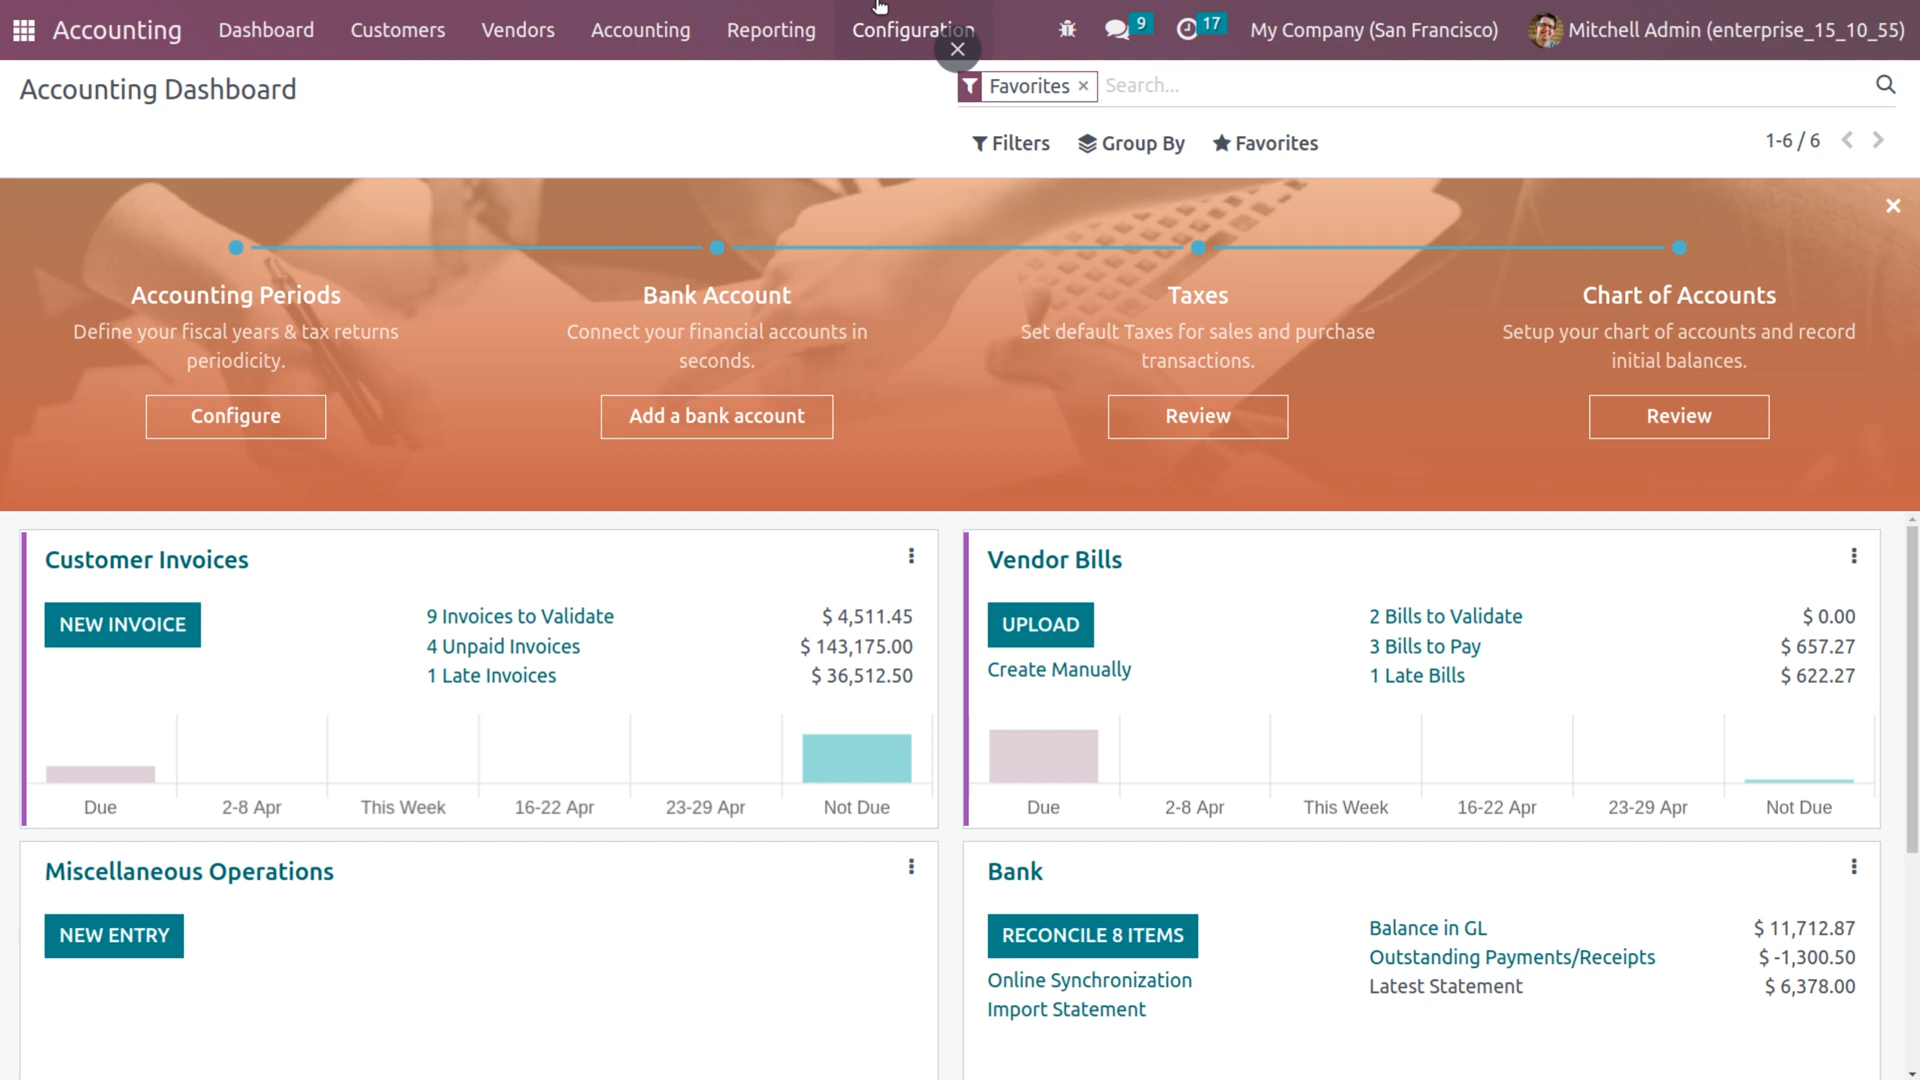 Accounting Dashboard Customers Vendors Accounting Reporting Configuration 9 17 My Company (San Francisco) Mitchell Admin (enterprise_15_10_55)
Accounting Dashboard
Favorites × Search...
Filters Group By Favorites 1-6 / 6
Accounting Periods
Define your fiscal years & tax returns
periodicity.
Configure
Bank Account
Connect your financial accounts in
seconds.
Add a bank account
Taxes
Set default Taxes for sales and purchase
transactions.
Review
Chart of Accounts
Setup your chart of accounts and record
initial balances.
Review
Customer Invoices
NEW INVOICE
9 Invoices to Validate $ 4,511.45
4 Unpaid Invoices $ 143,175.00
1 Late Invoices $ 36,512.50
Due 2-8 Apr This Week 16-22 Apr 23-29 Apr Not Due
Vendor Bills
UPLOAD
Create Manually
2 Bills to Validate $ 0.00
3 Bills to Pay $ 657.27
1 Late Bills $ 622.27
Due 2-8 Apr This Week 16-22 Apr 23-29 Apr Not Due
Miscellaneous Operations
NEW ENTRY
Bank
RECONCILE 8 ITEMS
Online Synchronization
Import Statement
Balance in GL $ 11,712.87
Outstanding Payments/Receipts $ -1,300.50
Latest Statement $ 6,378.00